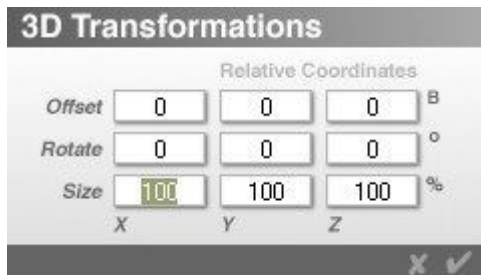 3D Transformations
Relative Coordinates
Offset 0 0 0 B
Rotate 0 0 0 °
Size 100 100 100 %
X Y Z